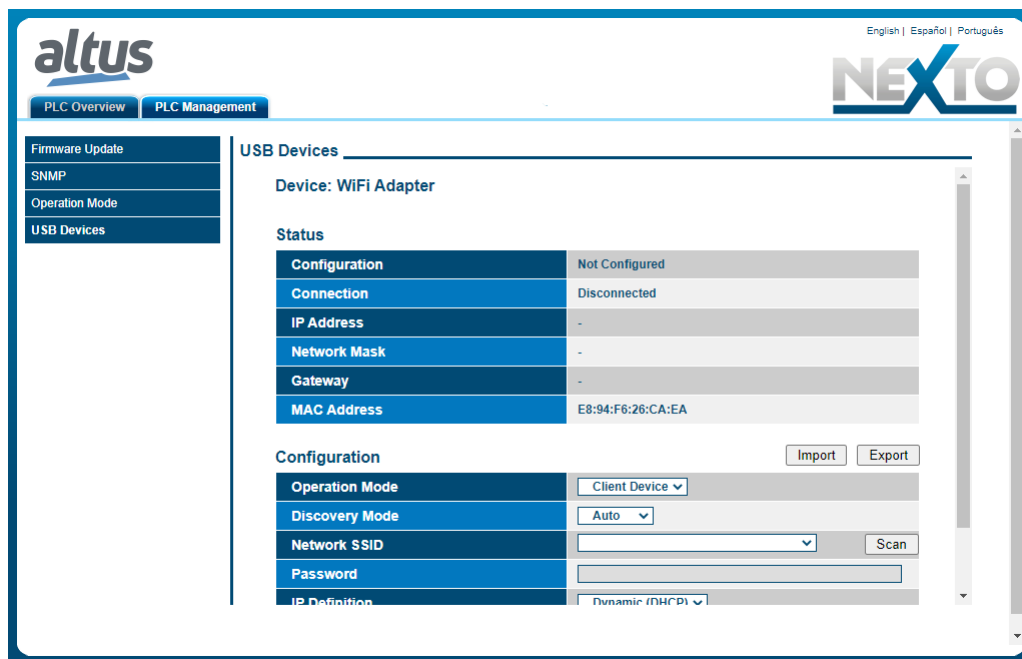 English | Español | Português
altus
NEXTO
PLC Overview PLC Management
Firmware Update
SNMP
Operation Mode
USB Devices
USB Devices
Device: WiFi Adapter
Status
Configuration Not Configured
Connection Disconnected
IP Address -
Network Mask -
Gateway -
MAC Address E8:94:F6:26:CA:EA
Configuration Import Export
Operation Mode Client Device
Discovery Mode Auto
Network SSID Scan
Password
IP Definition Dynamic (DHCP)